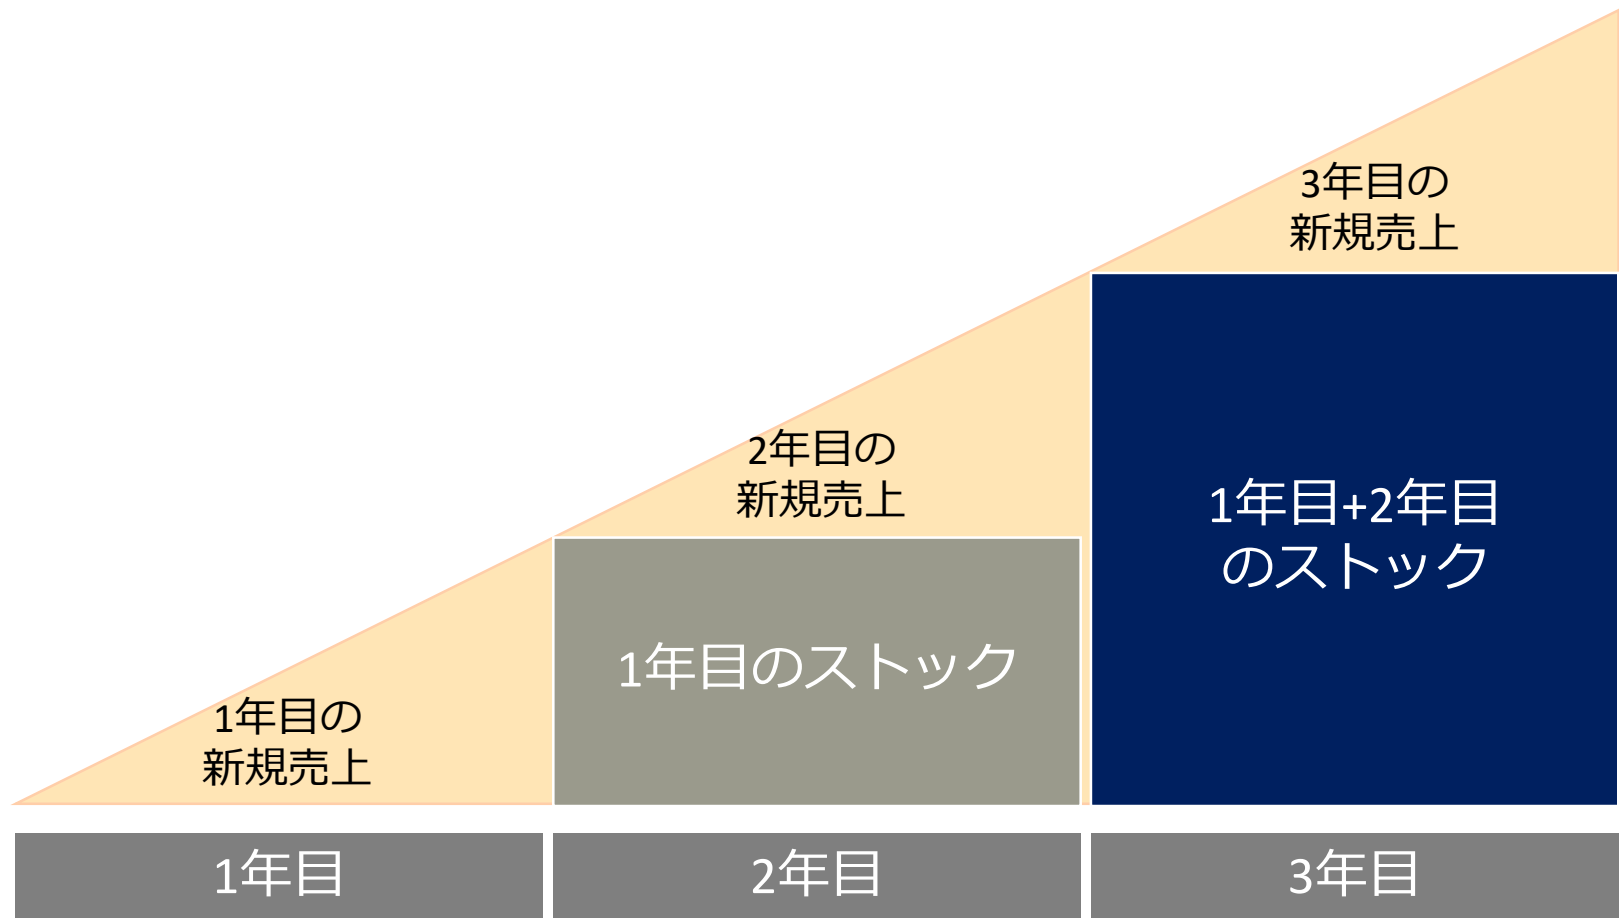 3年目の
新規売上
2年目の
新規売上
1年目+2年目
のストック
1年目のストック
1年目の
新規売上
1年目
2年目
3年目